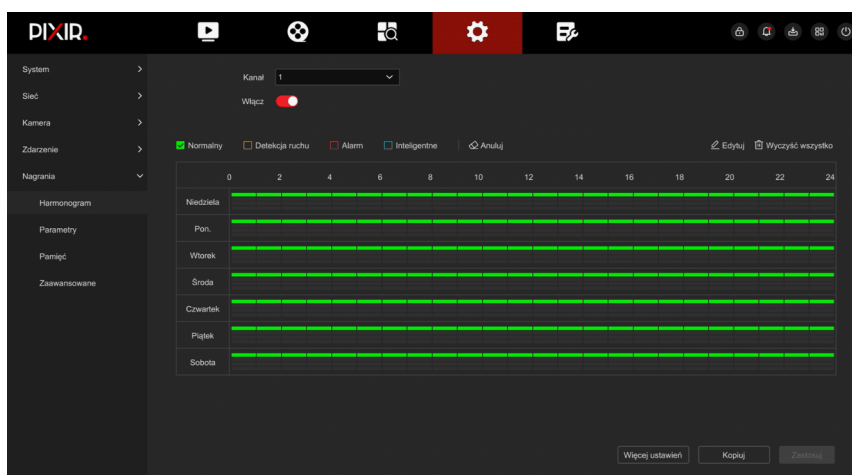 PIXIR.
System
Sieć
Kamera
Zdarzenie
Nagrania
Harmonogram
Parametry
Pamięć
Zaawansowane
Kanał 1
Włącz
Normalny Detekcja ruchu Alarm Inteligentne Anuluj Edytuj Wyczyść wszystko
0 2 4 6 8 10 12 14 16 18 20 22 24
Niedziela
Pon.
Wtorek
Środa
Czwartek
Piątek
Sobota
Więcej ustawień Kopiuj Zastosuj